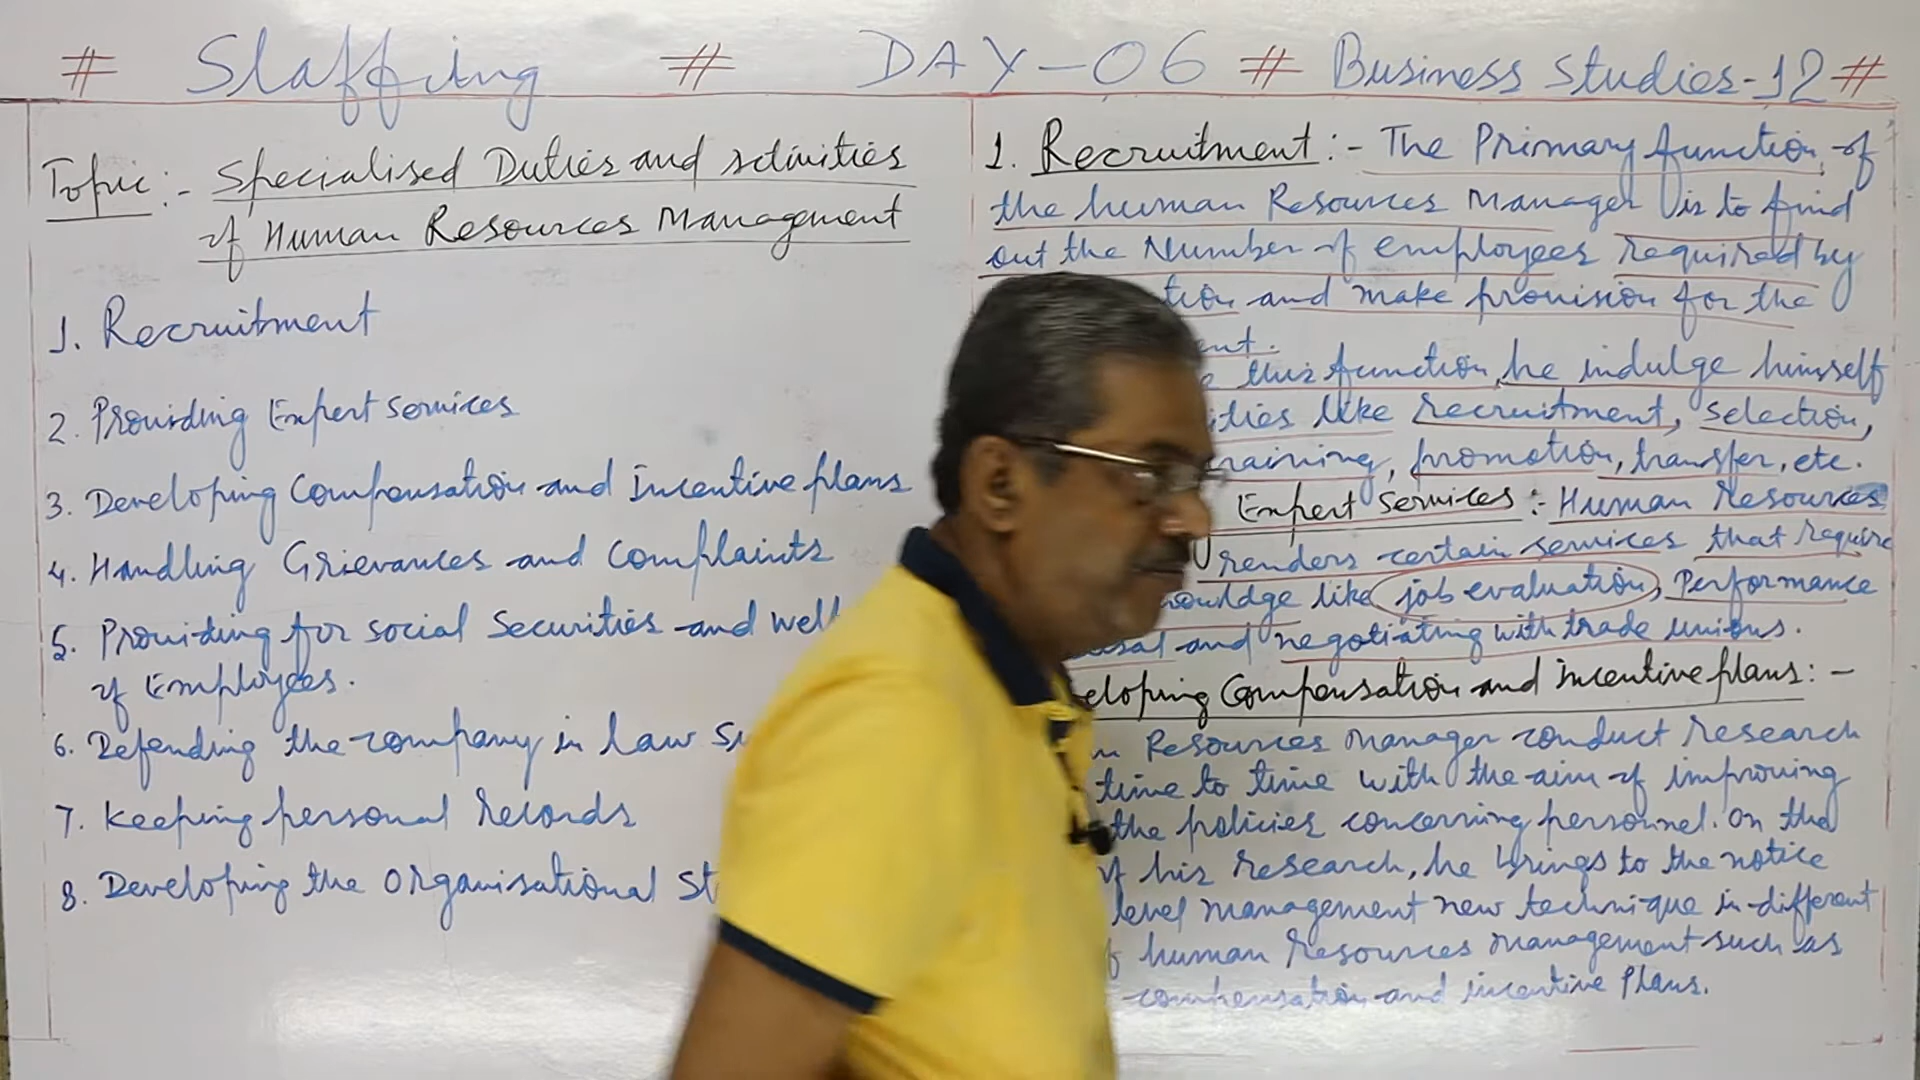 # Staffing # DAY-06 # Business Studies-12 #
Topic:- Specialised Duties and activities
of Human Resources Management
1. Recruitment
2. Providing Expert Services
3. Developing Compensation and Incentive plans
4. Handling Grievances and complaints
5. Providing for social securities and
of Employees.
6. Defending the company in law
7. Keeping personal records
8. Developing the organisational
1. Recruitment:- The Primary function of
the human Resources Manager is to find
out the Number of employees required by
and make provision for the
this function, he indulge himself
like recruitment, selection,
promotion, transfer, etc.
Expert Services:- Human Resources
renders certain services that require
like job evaluation, Performance
and negotiating with trade unions.
Compensation and incentive plans:-
Resources manager conduct research
time to time with the aim of improving
the policies concerning personnel. On the
his research, he brings to the notice
level management new technique in different
human resources management such as
compensation and incentive plans.